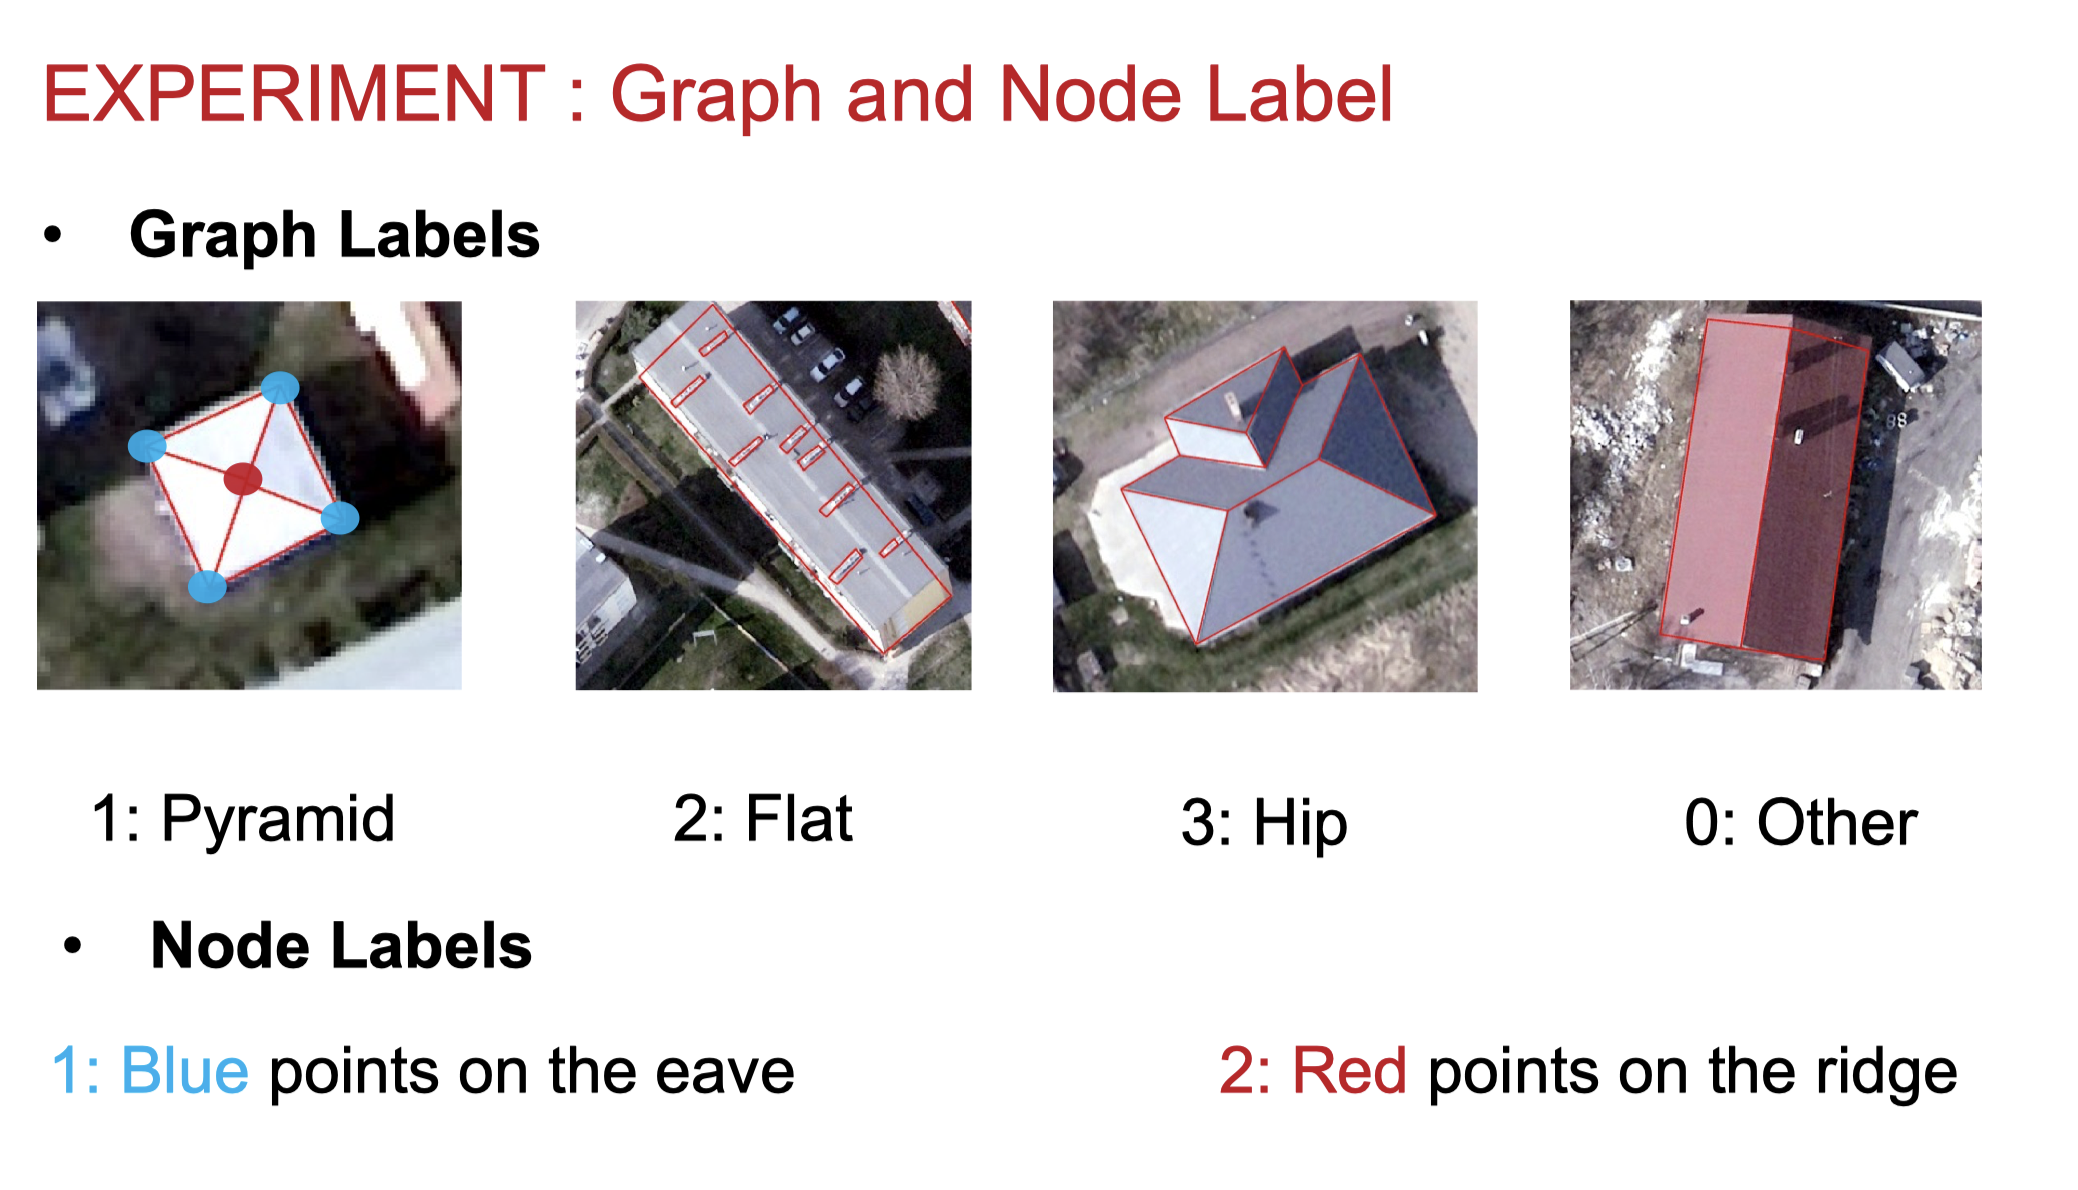 EXPERIMENT : Graph and Node Label
• Graph Labels
1: Pyramid
2: Flat
3: Hip
0: Other
• Node Labels
1: Blue points on the eave
2: Red points on the ridge